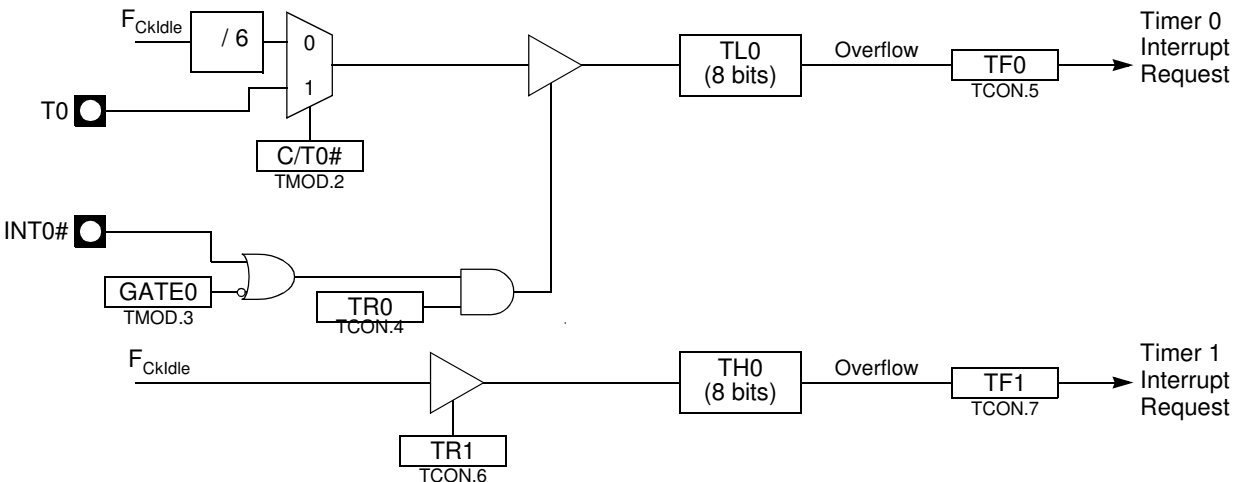 F_CkIdle
/ 6
0
1
T0
C/T0#
TMOD.2
TL0
(8 bits)
Overflow
TF0
TCON.5
Timer 0
Interrupt
Request
INT0#
GATE0
TMOD.3
TR0
TCON.4
F_CkIdle
TR1
TCON.6
TH0
(8 bits)
Overflow
TF1
TCON.7
Timer 1
Interrupt
Request